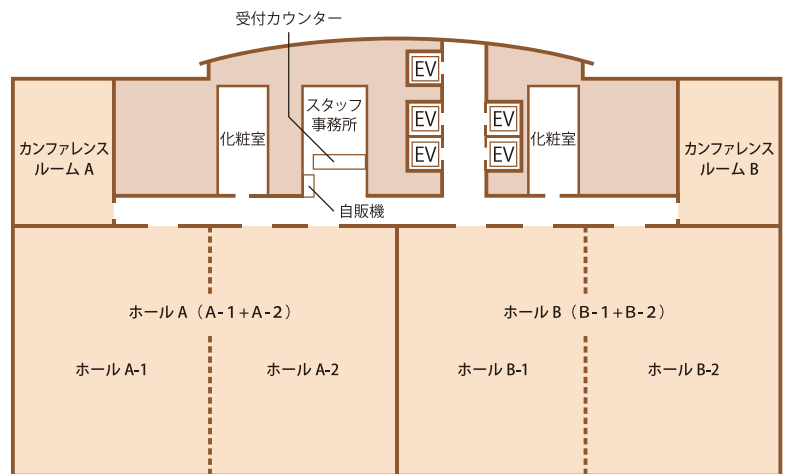 受付カウンター
EV
スタッフ
事務所
EV
EV
化粧室
化粧室
EV
EV
カンファレンス
ルーム A
カンファレンス
ルーム B
自販機
ホール A（A-1+A-2）
ホール B（B-1+B-2）
ホール A-1
ホール A-2
ホール B-1
ホール B-2